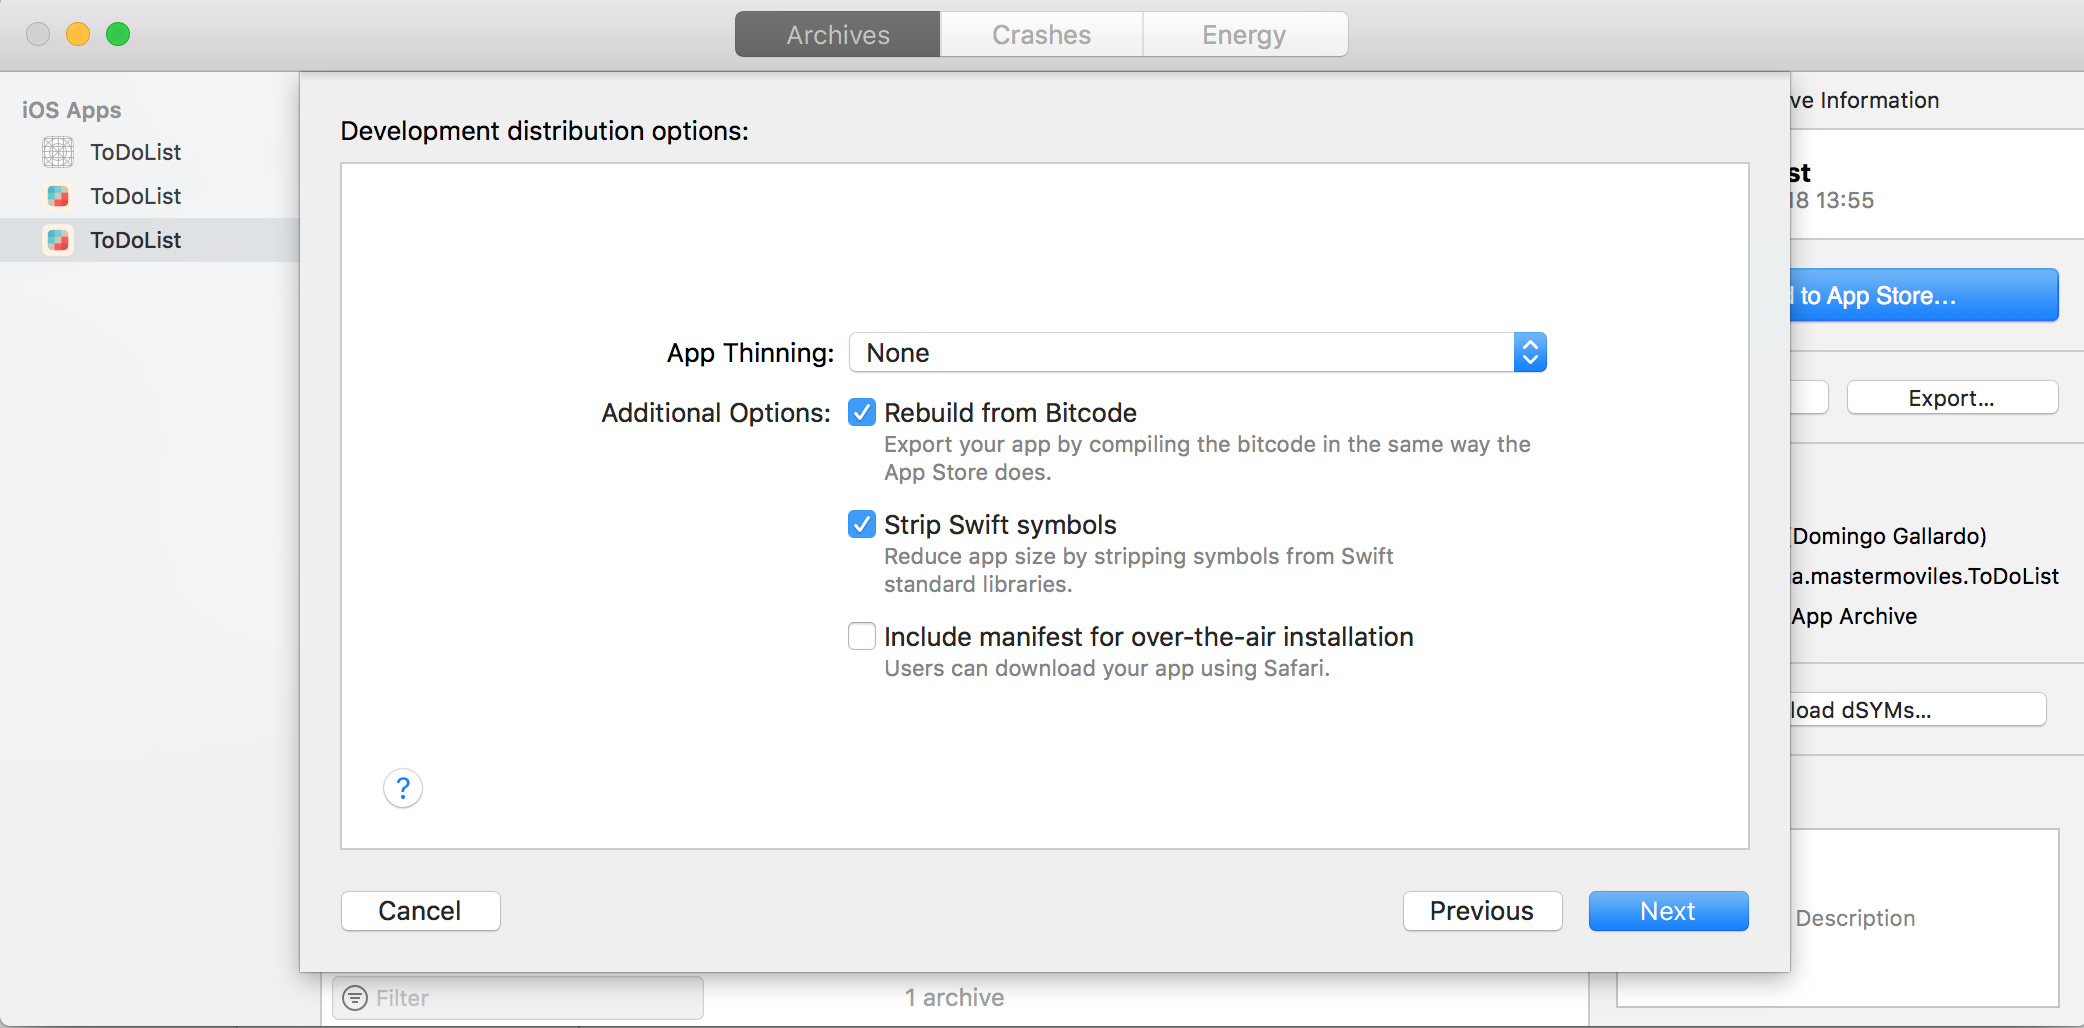 Archives
Crashes
Energy
iOS Apps
ToDoList
ToDoList
ToDoList
Development distribution options:
App Thinning: None
Additional Options:
Rebuild from Bitcode
Export your app by compiling the bitcode in the same way the
App Store does.
Strip Swift symbols
Reduce app size by stripping symbols from Swift
standard libraries.
Include manifest for over-the-air installation
Users can download your app using Safari.
?
Cancel
Previous
Next
Filter
1 archive
ve Information
st
18 13:55
to App Store...
Export...
(Domingo Gallardo)
a.mastermoviles.ToDoList
App Archive
load dSYMs...
Description